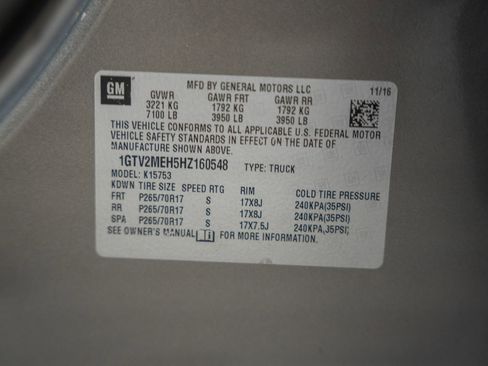 GM
MFD BY GENERAL MOTORS LLC
11/16
GVWR GAWR FRT GAWR RR
3221 KG 1792 KG 1792 KG
7100 LB 3950 LB 3950 LB
THIS VEHICLE CONFORMS TO ALL APPLICABLE U.S. FEDERAL MOTOR
VEHICLE SAFETY STANDARDS IN EFFECT ON THE DATE OF
MANUFACTURE SHOWN ABOVE.
1GTV2MEH5HZ160548 TYPE: TRUCK
MODEL: K15753
KDWN TIRE SIZE SPEED RTG RIM COLD TIRE PRESSURE
FRT P265/70R17 S 17X8J 240KPA(35PSI)
RR P265/70R17 S 17X8J 240KPA(35PSI)
SPA P265/70R17 S 17X7.5J 240KPA(35PSI)
SEE OWNER'S MANUAL FOR MORE INFORMATION.